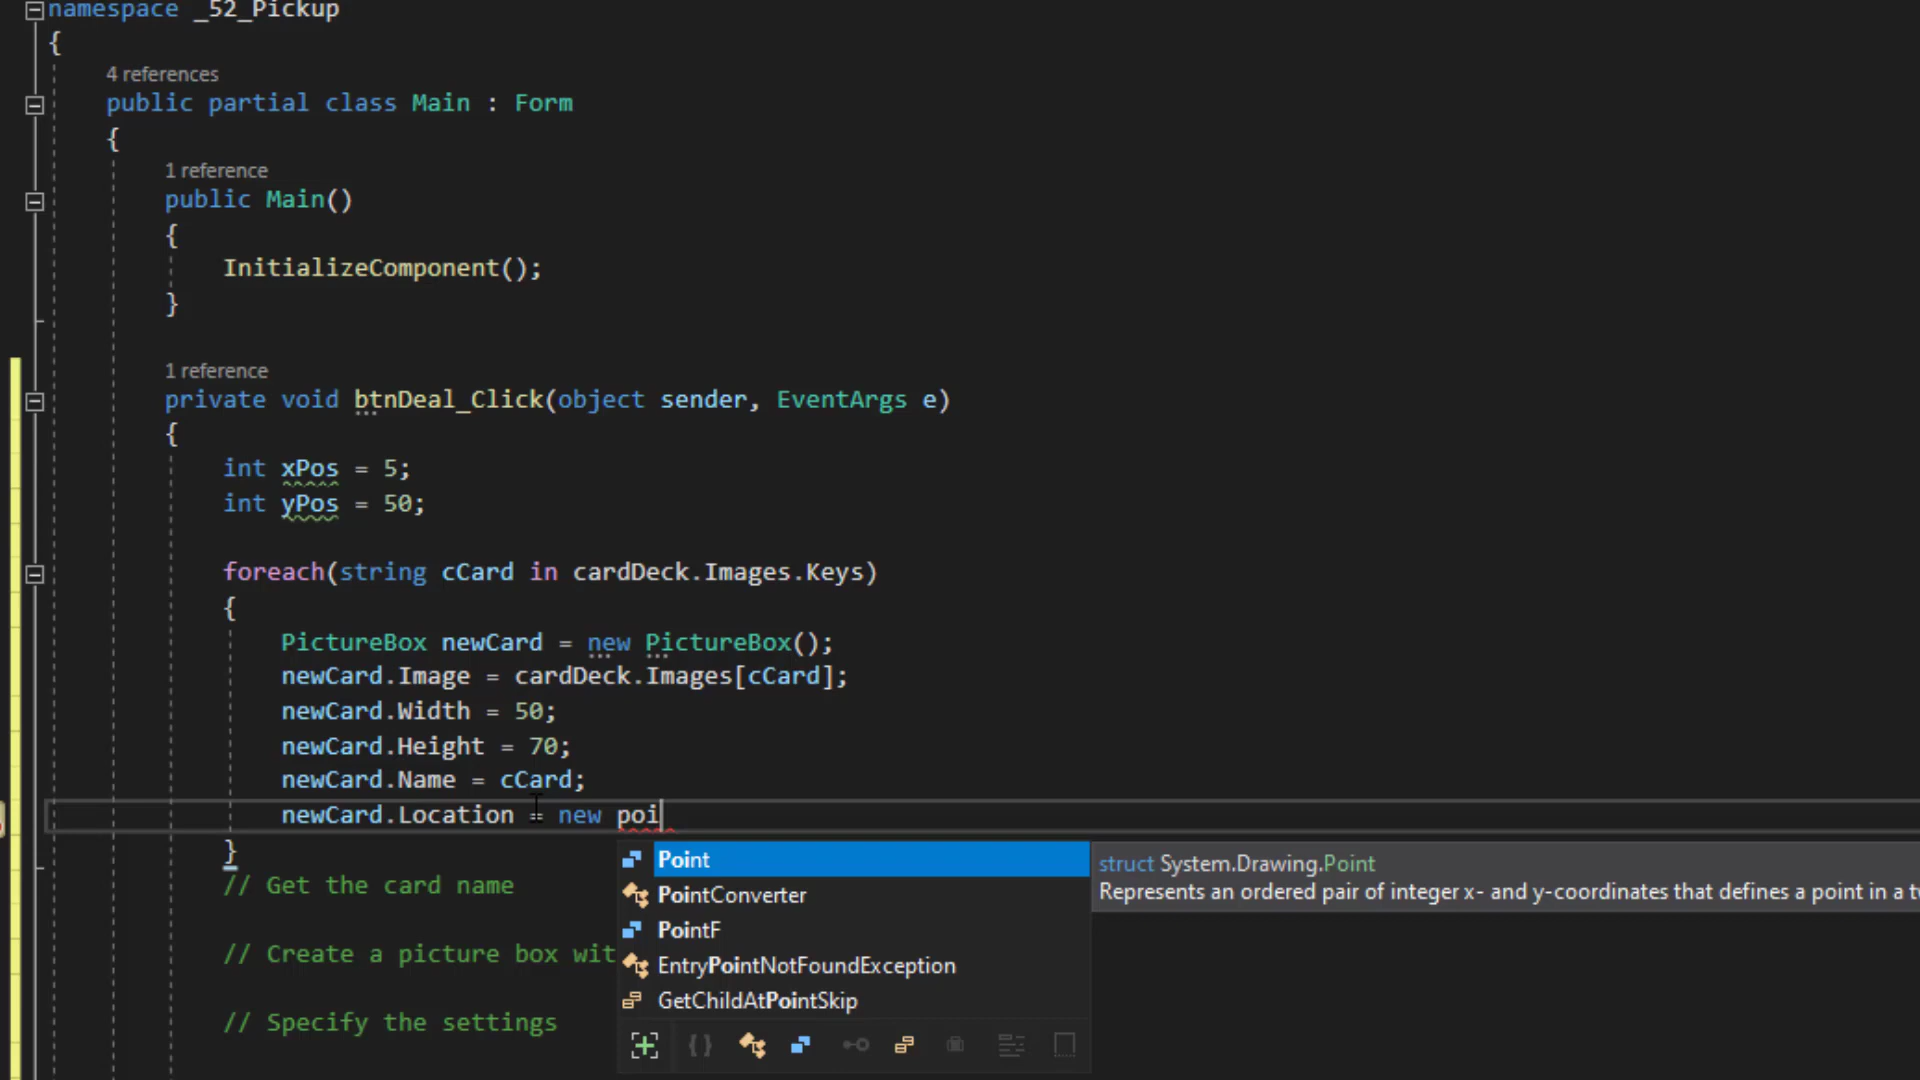 namespace _52_Pickup
{
4 references
public partial class Main : Form
{
1 reference
public Main()
{
InitializeComponent();
}
1 reference
private void btnDeal_Click(object sender, EventArgs e)
{
int xPos = 5;
int yPos = 50;
foreach(string cCard in cardDeck.Images.Keys)
{
PictureBox newCard = new PictureBox();
newCard.Image = cardDeck.Images[cCard];
newCard.Width = 50;
newCard.Height = 70;
newCard.Name = cCard;
newCard.Location = new poi
}
// Get the card name
// Create a picture box wit
// Specify the settings
Point
PointConverter
PointF
EntryPointNotFoundException
GetChildAtPointSkip
struct System.Drawing.Point
Represents an ordered pair of integer x- and y-coordinates that defines a point in a